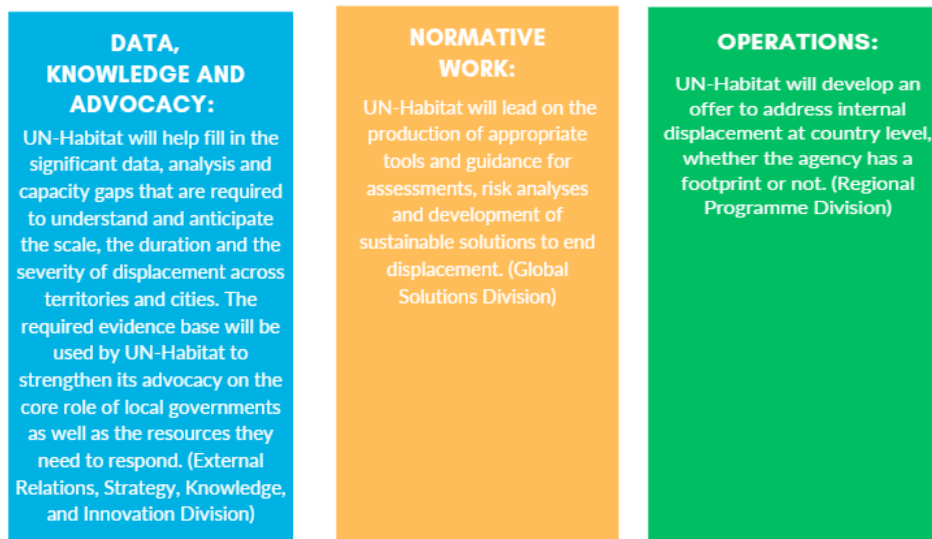 DATA,
KNOWLEDGE AND
ADVOCACY:
UN-Habitat will help fill in the
significant data, analysis and
capacity gaps that are required
to understand and anticipate
the scale, the duration and the
severity of displacement across
territories and cities. The
required evidence base will be
used by UN-Habitat to
strengthen its advocacy on the
core role of local governments
as well as the resources they
need to respond. (External
Relations, Strategy, Knowledge,
and Innovation Division)
NORMATIVE
WORK:
UN-Habitat will lead on the
production of appropriate
tools and guidance for
assessments, risk analyses
and development of
sustainable solutions to end
displacement. (Global
Solutions Division)
OPERATIONS:
UN-Habitat will develop an
offer to address internal
displacement at country level,
whether the agency has a
footprint or not. (Regional
Programme Division)